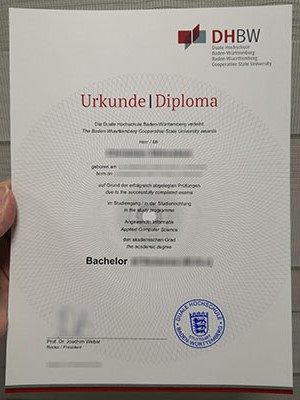 DHBW
Duale Hochschule
Baden-Württemberg
Baden-Wuerttemberg
Cooperative State University
Urkunde | Diploma
Die Duale Hochschule Baden-Württemberg verleiht
The Baden-Wuerttemberg Cooperative State University awards
Herr / Mr
geboren am
born on
auf Grund der erfolgreich abgelegten Prüfungen
due to the successfully completed exams
im Studiengang / in der Studienrichtung
in the study programme
Angewandte Informatik
Applied Computer Science
den akademischen Grad
the academic degree
Bachelor
Prof. Dr. Joachim Weber
Rektor / President
DUALE HOCHSCHULE
BADEN-WÜRTTEMBERG
STUTTGART